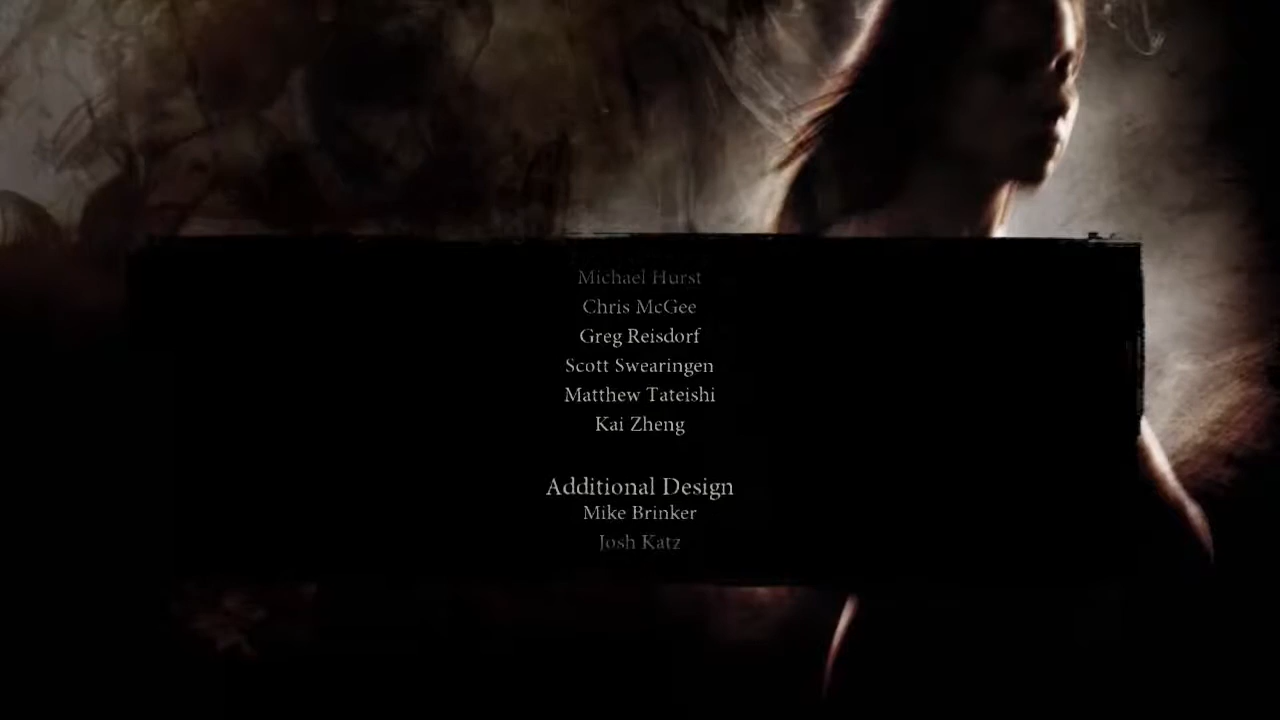 Michael Hurst
Chris McGee
Greg Reisdorf
Scott Swearingen
Matthew Tateishi
Kai Zheng
Additional Design
Mike Brinker
Josh Katz